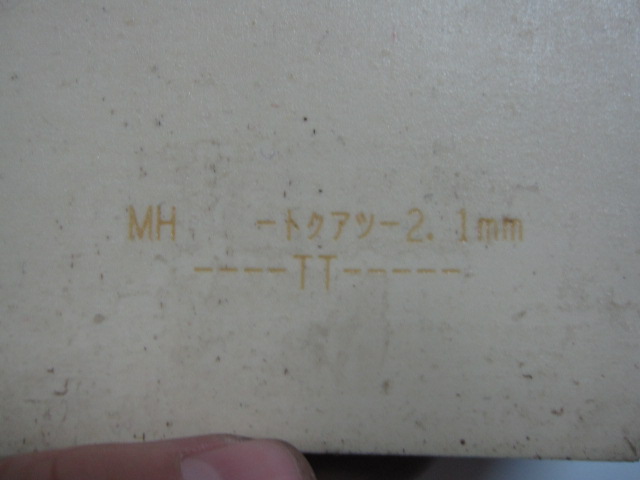 MH ｰﾄｸｱﾂｰ2.1mm
----TT-----